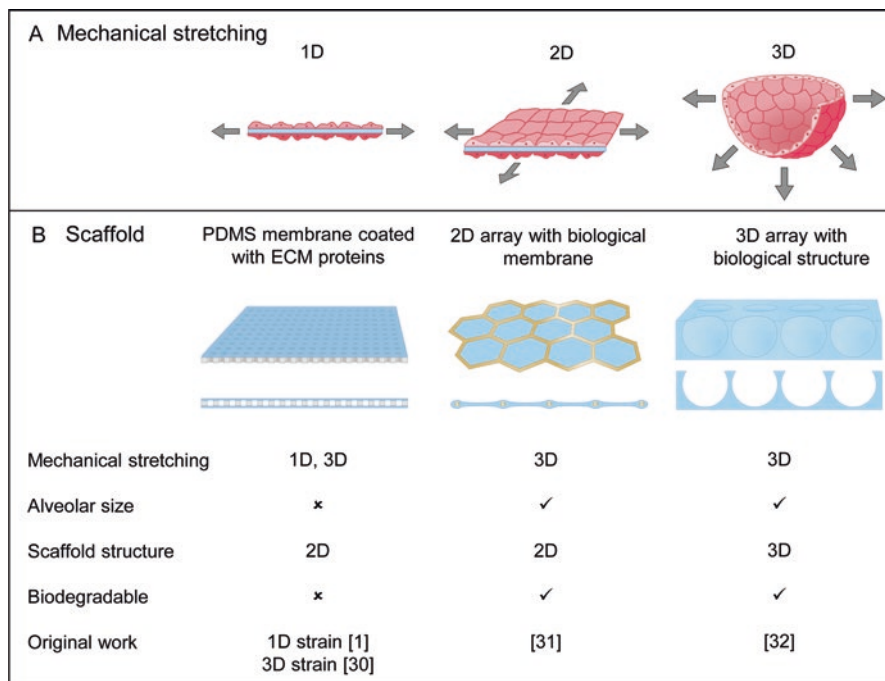 A Mechanical stretching
1D 2D 3D
B Scaffold
PDMS membrane coated with ECM proteins
2D array with biological membrane
3D array with biological structure
Mechanical stretching 1D, 3D 3D 3D
Alveolar size × ✓ ✓
Scaffold structure 2D 2D 3D
Biodegradable × ✓ ✓
Original work 1D strain [1] [31] [32]
3D strain [30]